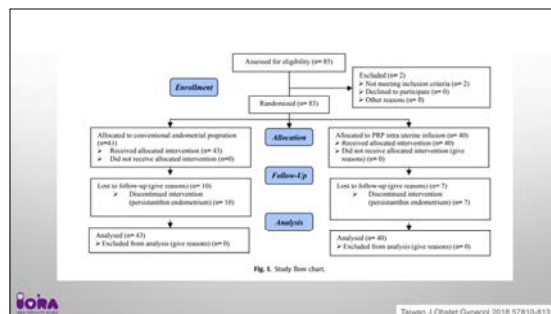 Assessed for eligibility (n= 85)
Excluded (n= 2)
➤ Not meeting inclusion criteria (n= 2)
➤ Declined to participate (n= 0)
➤ Other reasons (n= 0)
Enrollment
Randomized (n= 83)
Allocated to conventional endometrial prepration
(n=43)
➤ Received allocated intervention (n= 43)
➤ Did not receive allocated intervention (n=0)
Allocation
Allocated to PRP intra uterine infusion (n= 40)
➤ Received allocated intervention (n= 40)
➤ Did not receive allocated intervention (give
reasons) (n= 0)
Follow-Up
Lost to follow-up (give reasons) (n= 10)
➤ Discontinued intervention
(persistantthin endometrium) (n= 10)
Lost to follow-up (give reasons) (n= 7)
➤ Discontinued intervention
(persistantthin endometrium) (n= 7)
Analysis
Analysed (n= 43)
➤ Excluded from analysis (give reasons) (n= 0)
Analysed (n= 40)
➤ Excluded from analysis (give reasons) (n= 0)
Fig. 1. Study flow chart.
Taiwan J Obstet Gynecol 2018 57810-813